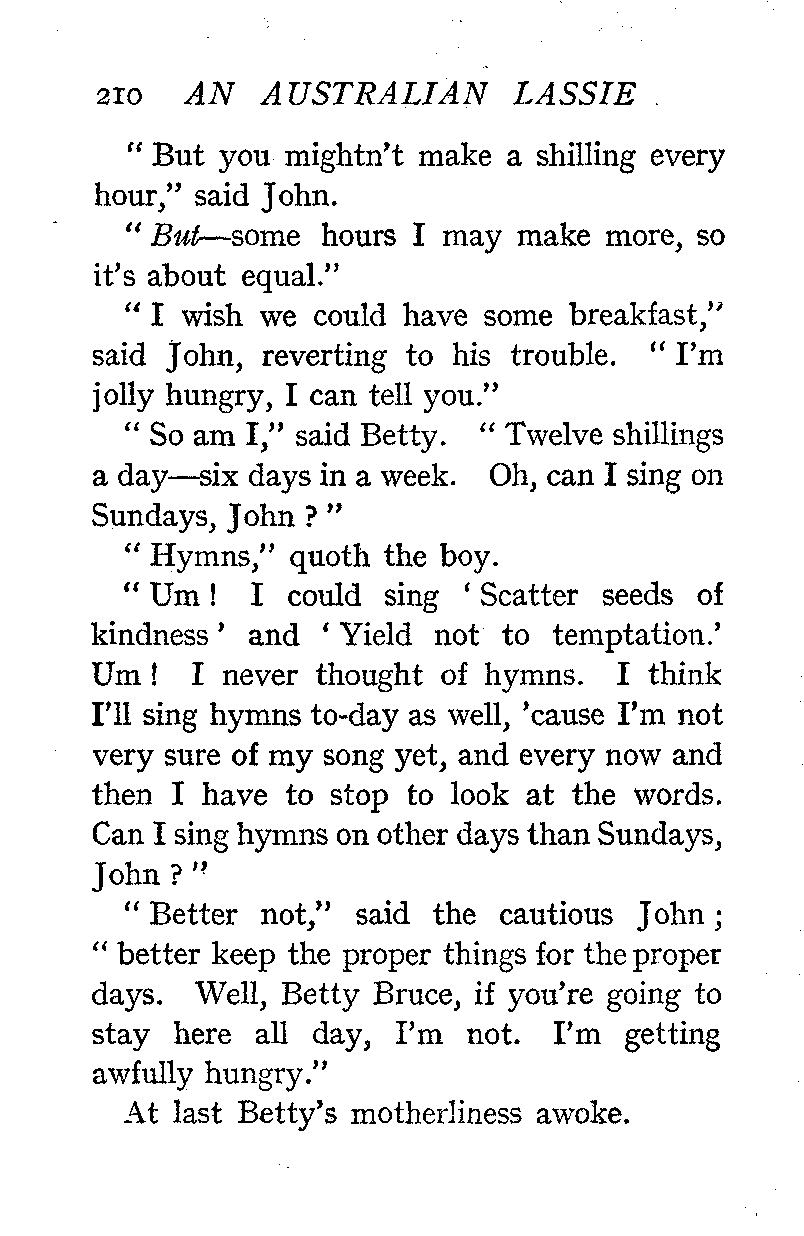 210 AN AUSTRALIAN LASSIE
“ But you mightn’t make a shilling every
hour,” said John.
“ But—some hours I may make more, so
it’s about equal.”
“ I wish we could have some breakfast,”
said John, reverting to his trouble. “ I’m
jolly hungry, I can tell you.”
“ So am I,” said Betty. “ Twelve shillings
a day—six days in a week. Oh, can I sing on
Sundays, John ? ”
“ Hymns,” quoth the boy.
“ Um ! I could sing ‘ Scatter seeds of
kindness ’ and ‘ Yield not to temptation.’
Um ! I never thought of hymns. I think
I’ll sing hymns to-day as well, ’cause I’m not
very sure of my song yet, and every now and
then I have to stop to look at the words.
Can I sing hymns on other days than Sundays,
John ? ”
“ Better not,” said the cautious John ;
“ better keep the proper things for the proper
days. Well, Betty Bruce, if you’re going to
stay here all day, I’m not. I’m getting
awfully hungry.”
At last Betty’s motherliness awoke.